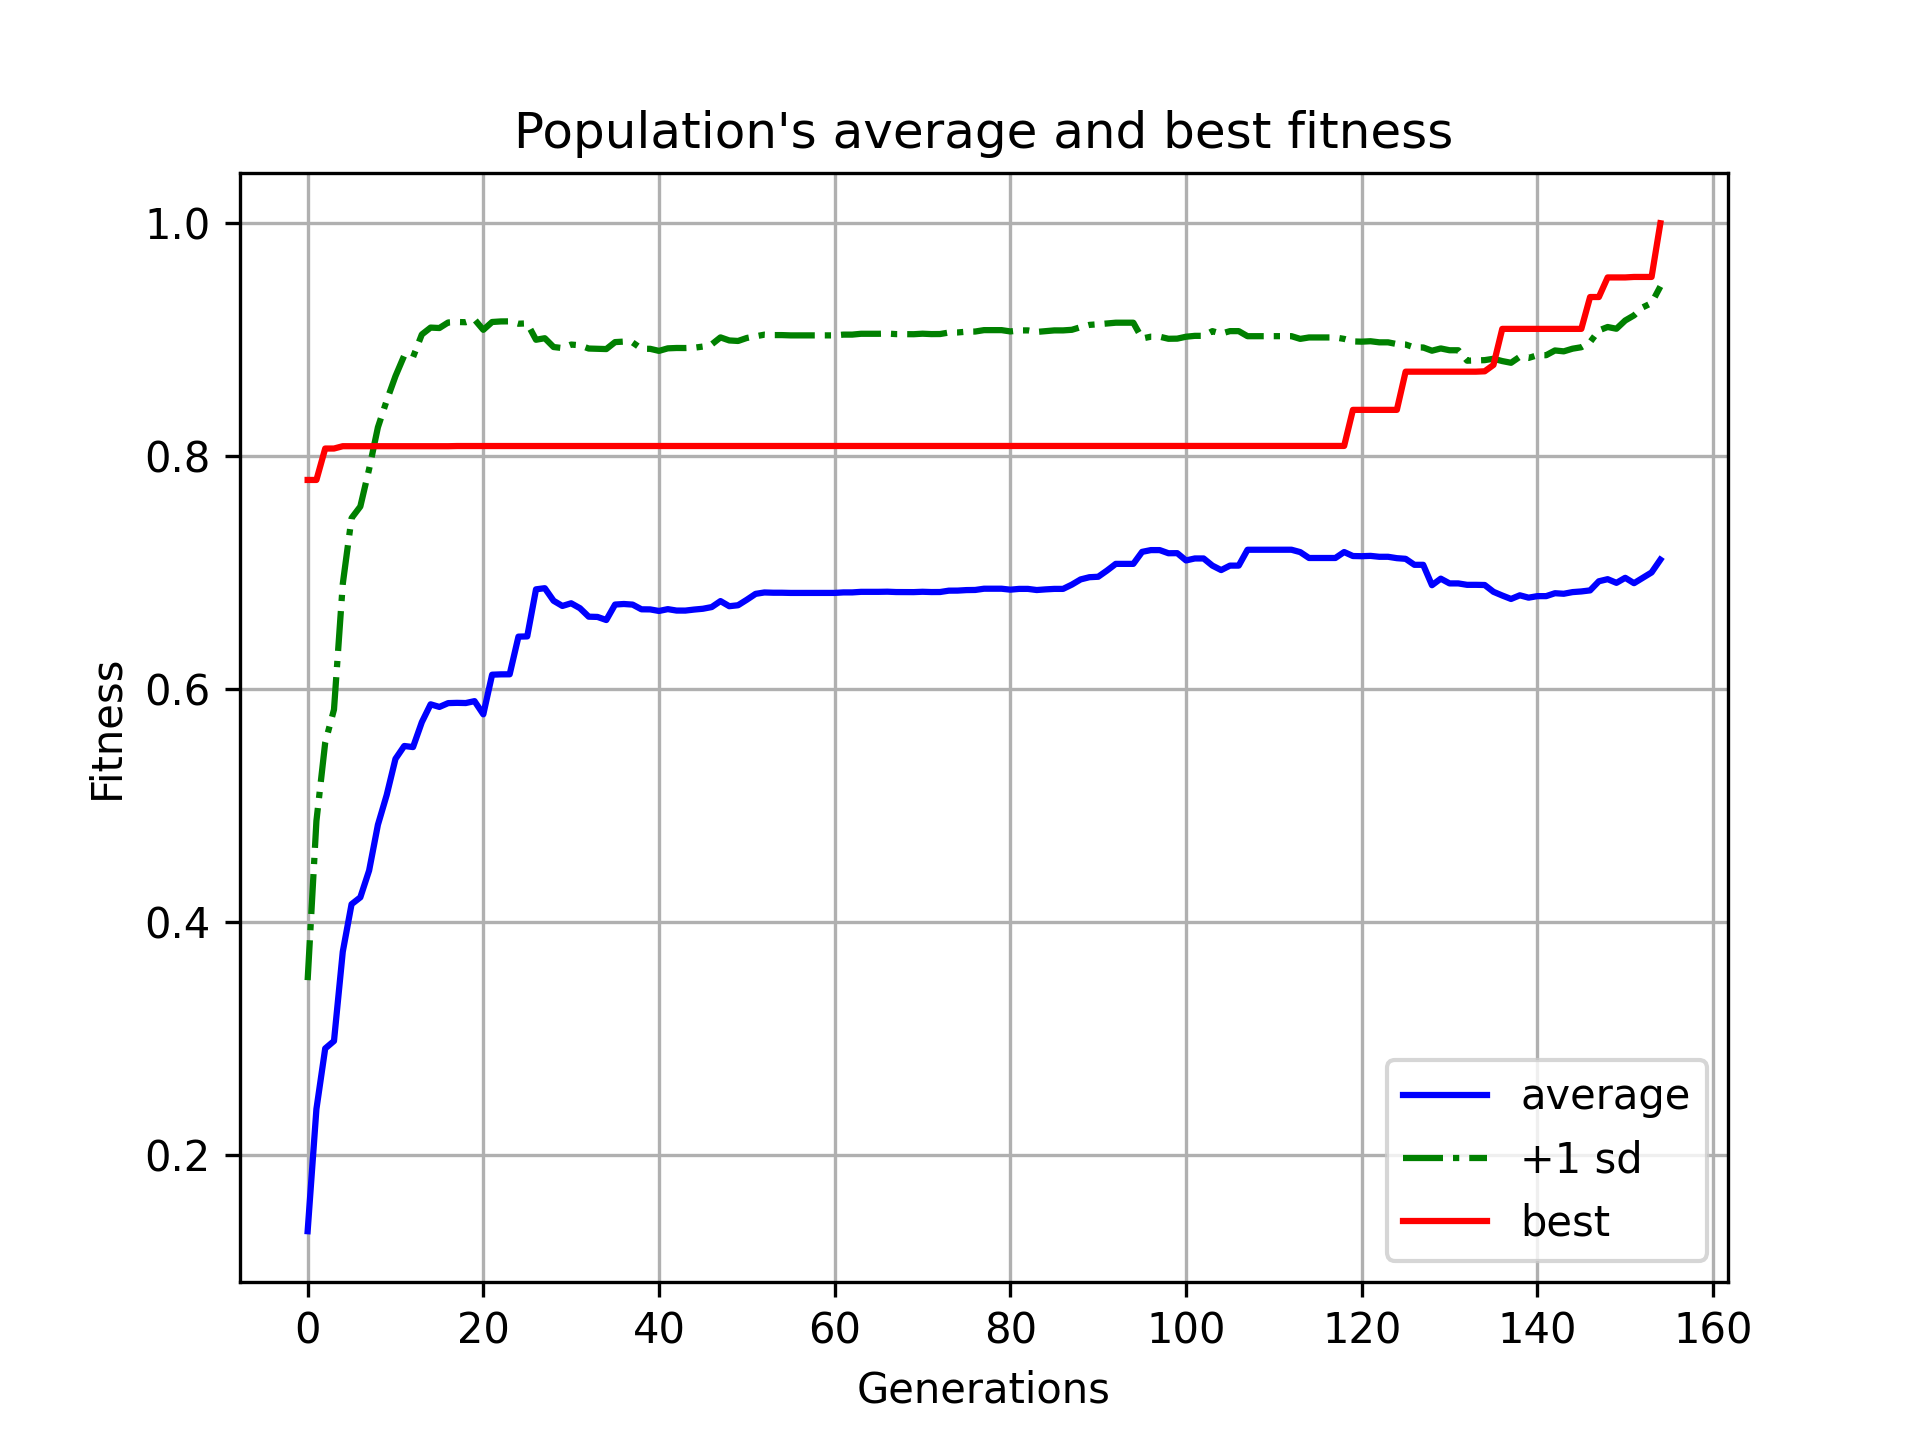 Population's average and best fitness
1.0
0.8
0.6
0.4
0.2
Fitness
0 20 40 60 80 100 120 140 160
Generations
average
+1 sd
best